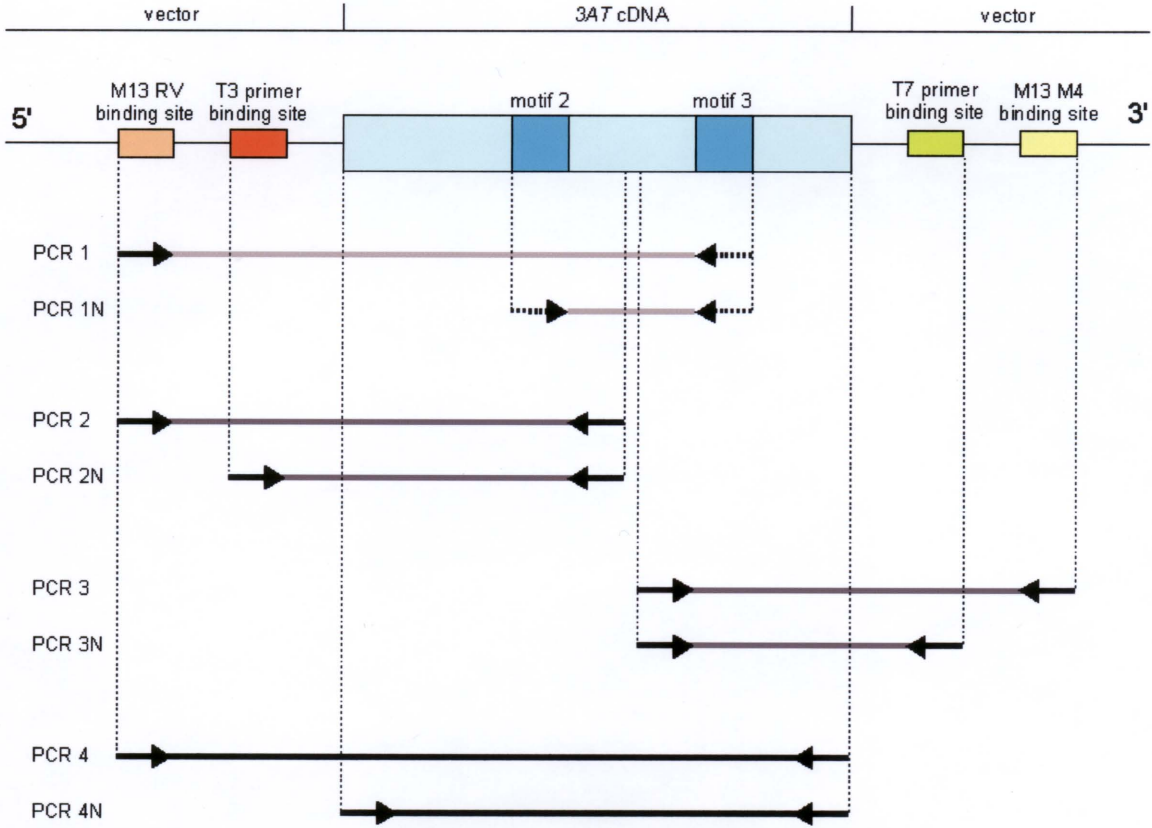 vector 3AT cDNA vector
M13 RV binding site
T3 primer binding site
motif 2
motif 3
T7 primer binding site
M13 M4 binding site
5'
3'
PCR 1
PCR 1N
PCR 2
PCR 2N
PCR 3
PCR 3N
PCR 4
PCR 4N